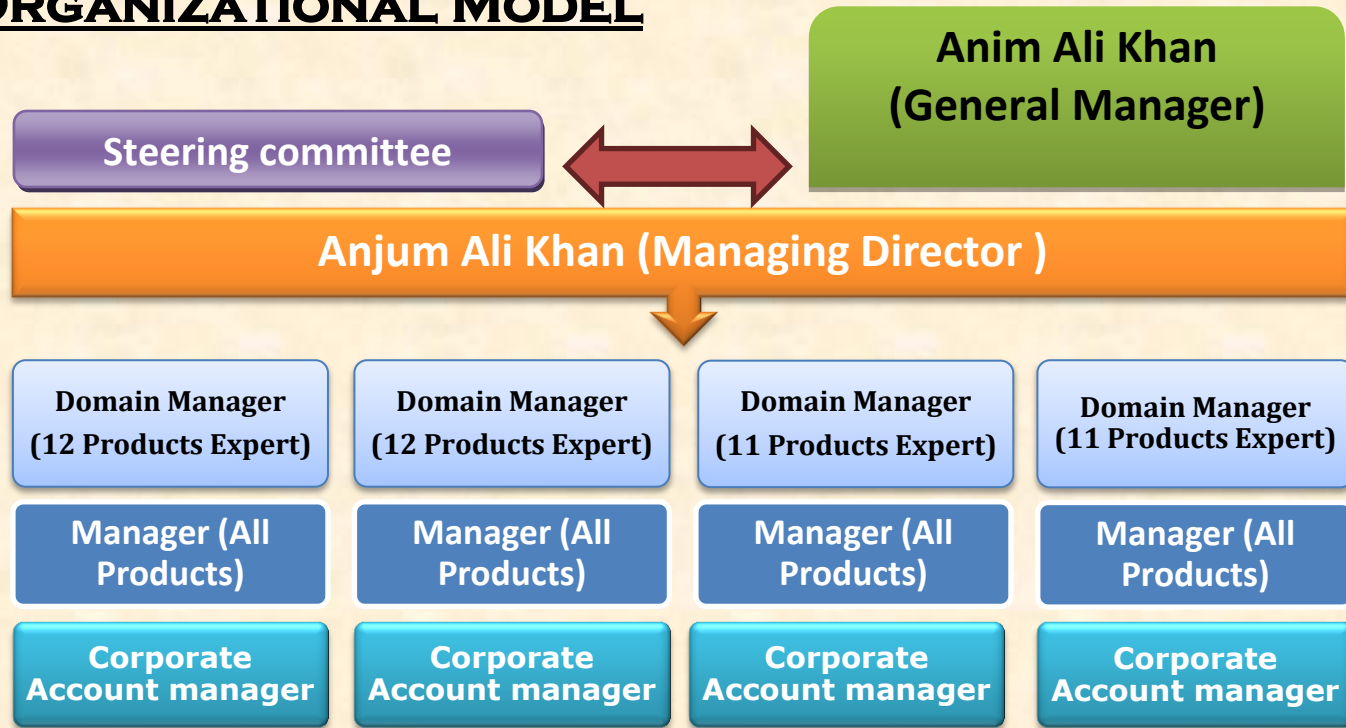 ORGANIZATIONAL MODEL
Anim Ali Khan
(General Manager)
Steering committee
Anjum Ali Khan (Managing Director )
Domain Manager
(12 Products Expert)
Domain Manager
(12 Products Expert)
Domain Manager
(11 Products Expert)
Domain Manager
(11 Products Expert)
Manager (All
Products)
Manager (All
Products)
Manager (All
Products)
Manager (All
Products)
Corporate
Account manager
Corporate
Account manager
Corporate
Account manager
Corporate
Account manager